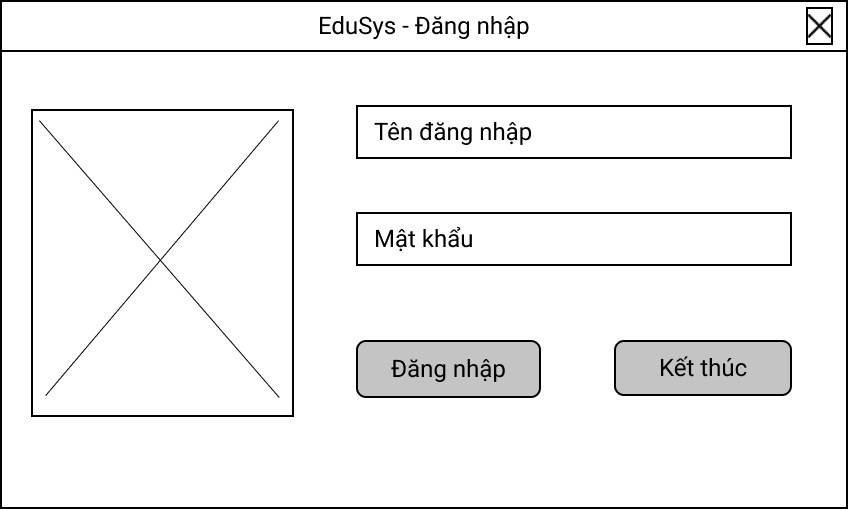 EduSys - Đăng nhập
Tên đăng nhập
Mật khẩu
Đăng nhập
Kết thúc